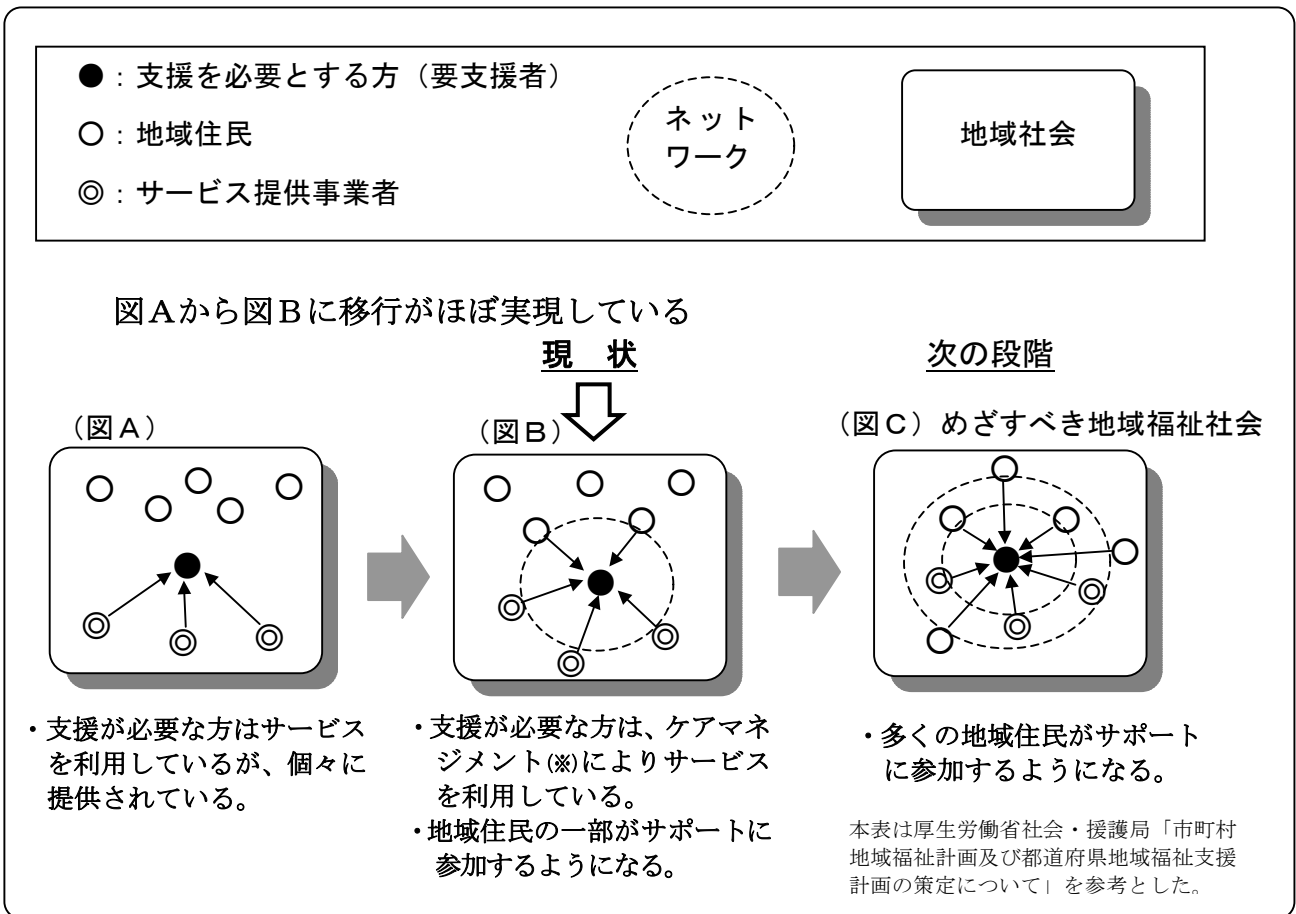 ●：支援を必要とする方（要支援者）
○：地域住民
◎：サービス提供事業者
ネット
ワーク
地域社会
図Ａから図Ｂに移行がほぼ実現している
現　状
次の段階
（図Ａ）
（図Ｂ）
（図Ｃ）めざすべき地域福祉社会
・支援が必要な方はサービス
を利用しているが、個々に
提供されている。
・支援が必要な方は、ケアマネ
ジメント(※)によりサービス
を利用している。
・地域住民の一部がサポートに
参加するようになる。
・多くの地域住民がサポート
に参加するようになる。
本表は厚生労働省社会・援護局「市町村
地域福祉計画及び都道府県地域福祉支援
計画の策定について」を参考とした。